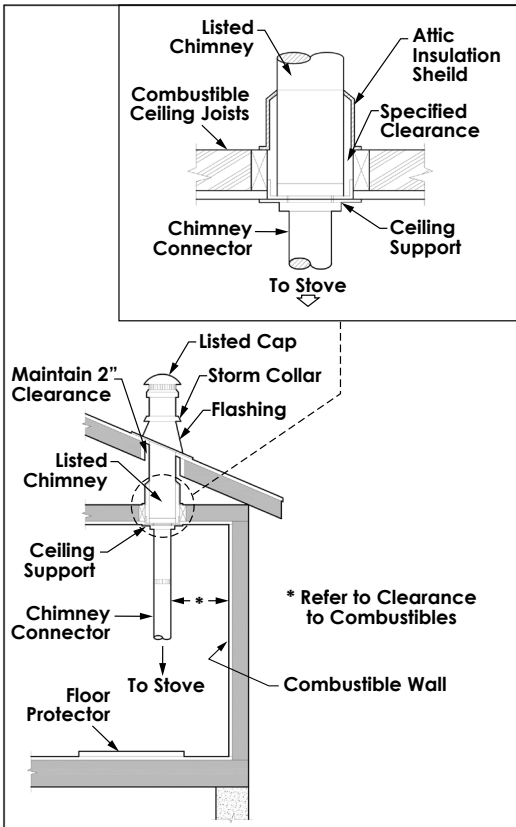 Listed
Chimney
Attic
Insulation
Sheild
Combustible
Ceiling Joists
Specified
Clearance
Chimney
Connector
Ceiling
Support
To Stove
Listed Cap
Maintain 2"
Clearance
Storm Collar
Flashing
Listed
Chimney
Ceiling
Support
*
* Refer to Clearance
to Combustibles
Chimney
Connector
To Stove
Combustible Wall
Floor
Protector